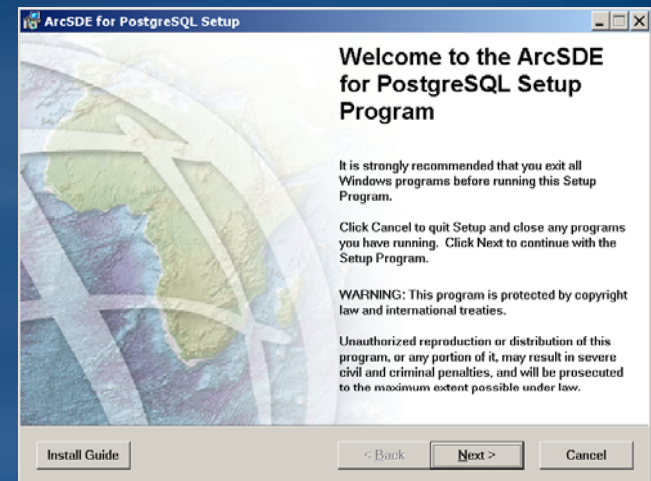 ArcSDE for PostgreSQL Setup
Welcome to the ArcSDE
for PostgreSQL Setup
Program
It is strongly recommended that you exit all
Windows programs before running this Setup
Program.
Click Cancel to quit Setup and close any programs
you have running. Click Next to continue with the
Setup Program.
WARNING: This program is protected by copyright
law and international treaties.
Unauthorized reproduction or distribution of this
program, or any portion of it, may result in severe
civil and criminal penalties, and will be prosecuted
to the maximum extent possible under law.
Install Guide
< Back
Next >
Cancel